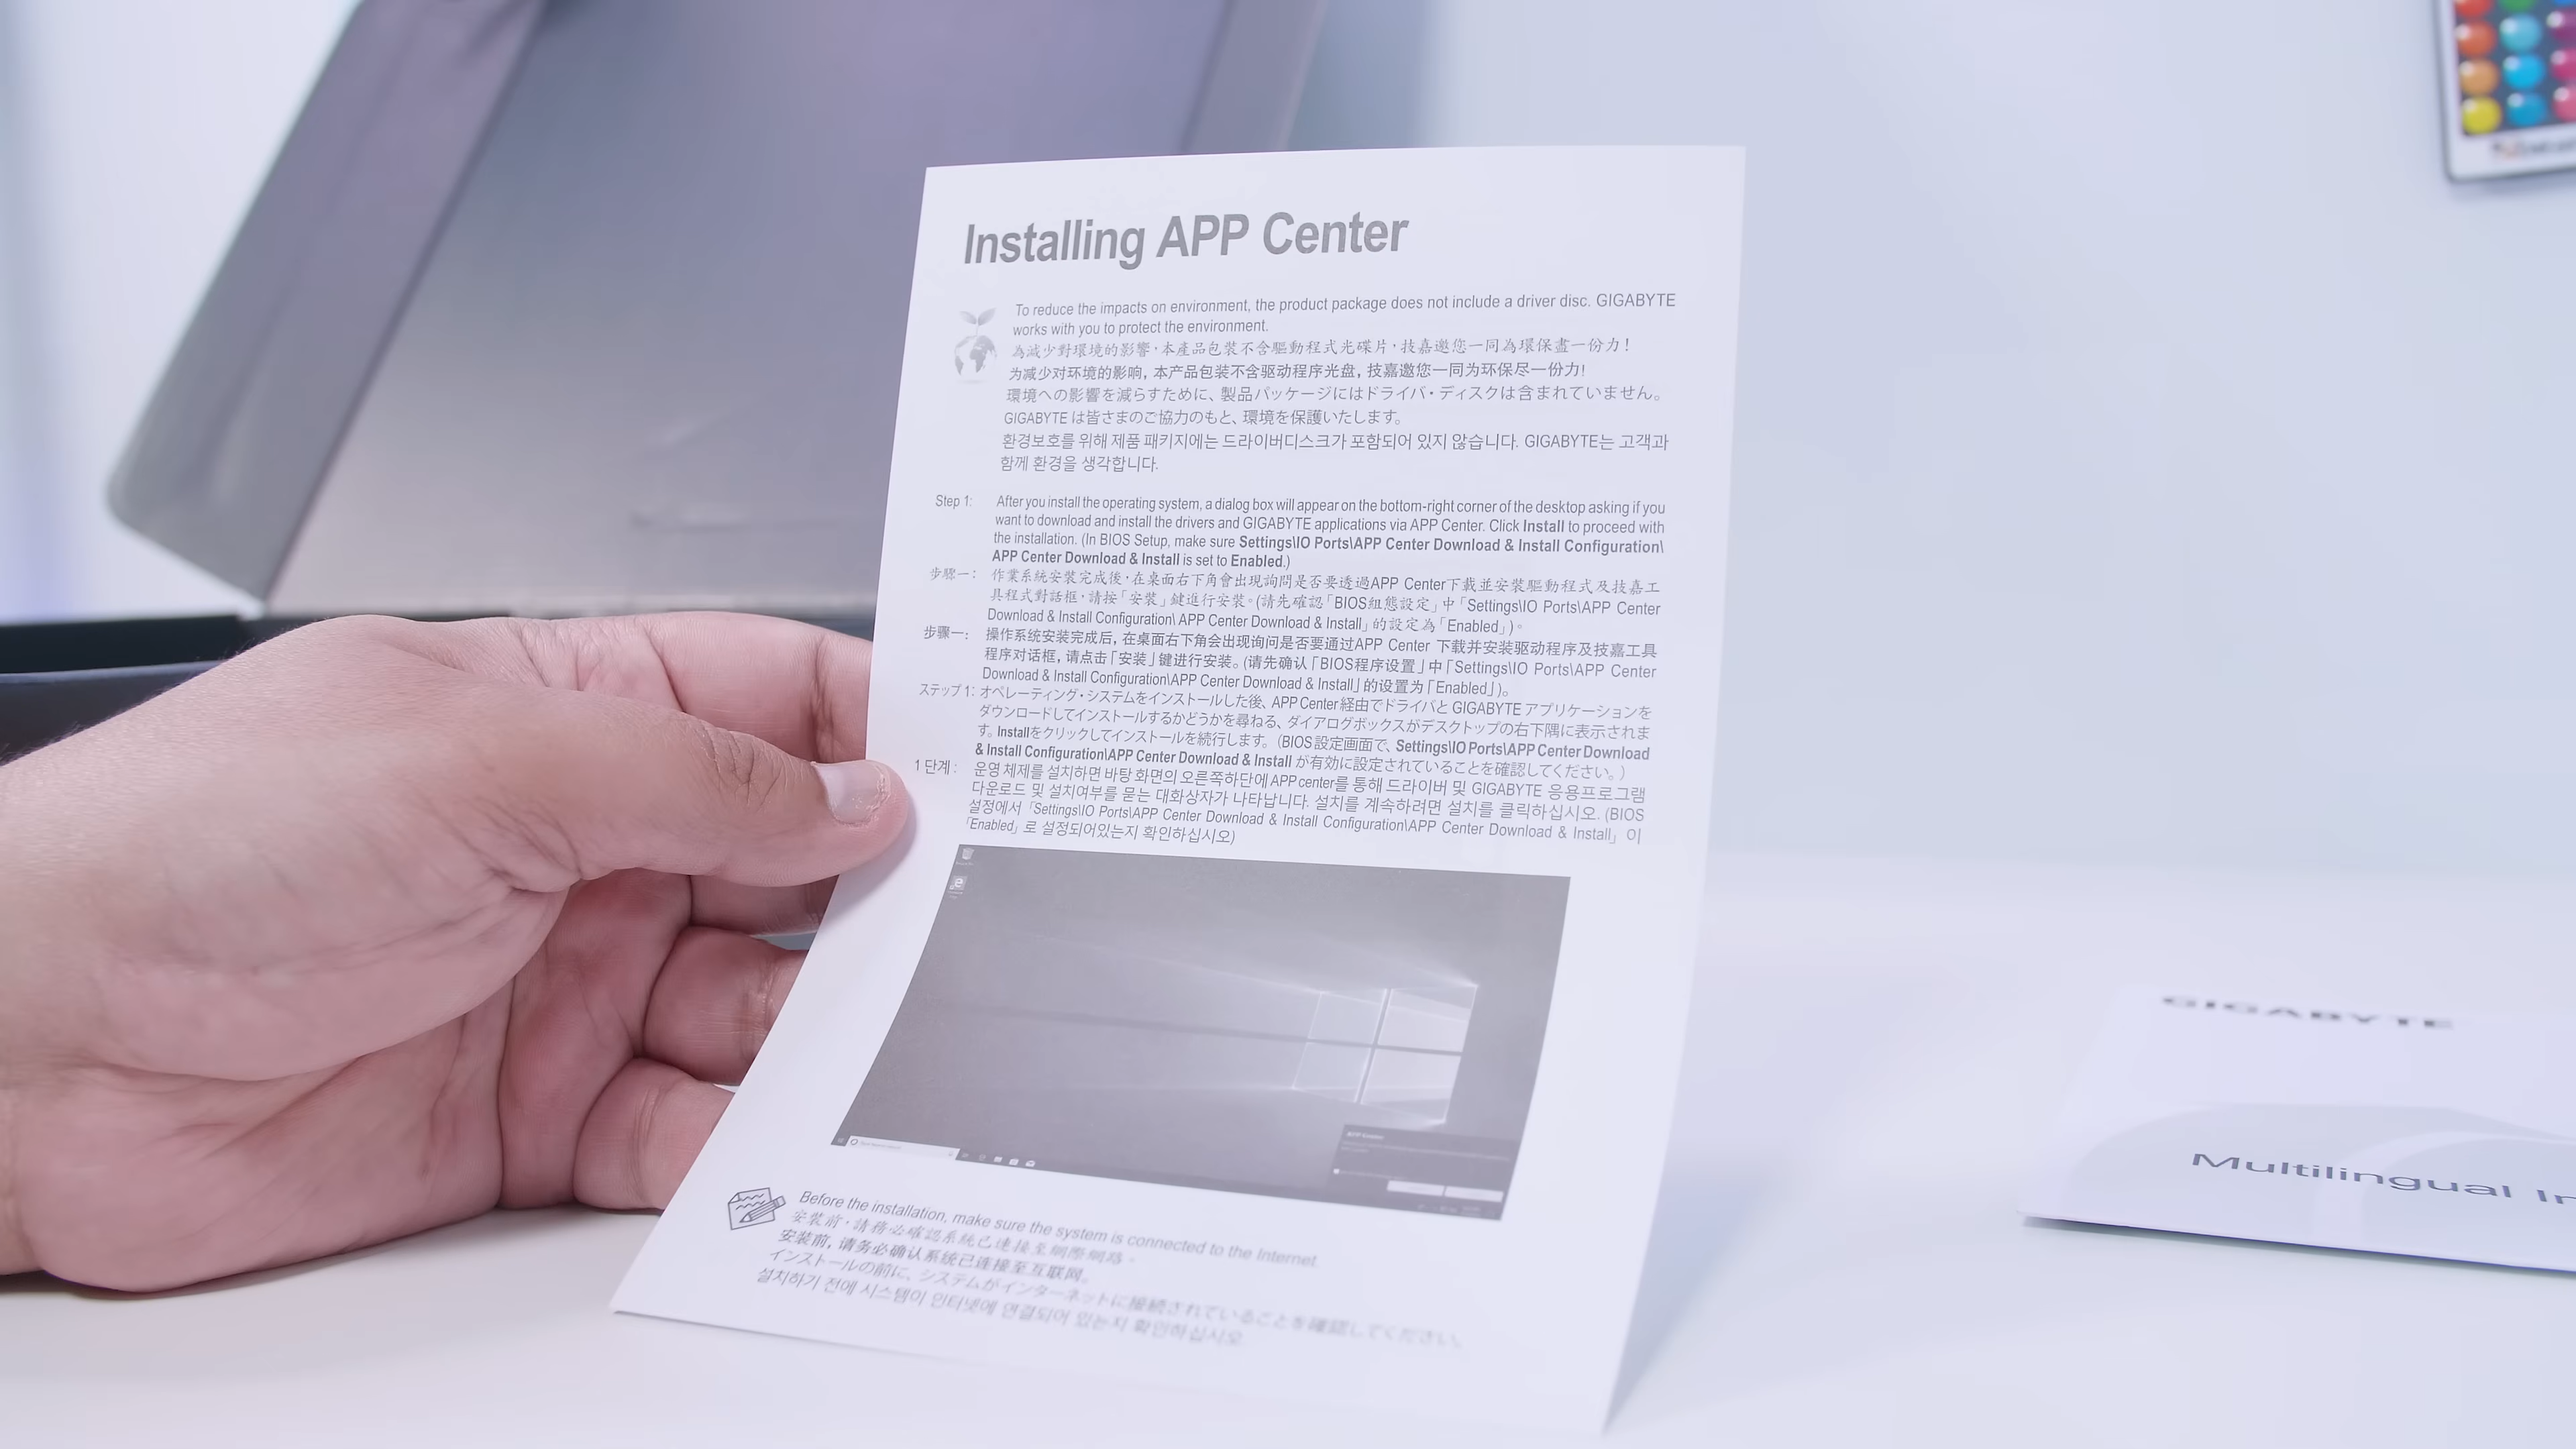 Installing APP Center
To reduce the impacts on environment, the product package does not include a driver disc. GIGABYTE
works with you to protect the environment.
為減少對環境的影響，本產品包裝不含驅動程式光碟片，技嘉邀您一同為環保盡一份力！
为减少对环境的影响, 本产品包装不含驱动程序光盘, 技嘉邀您一同为环保尽一份力!
環境への影響を減らすために、製品パッケージにはドライバ・ディスクは含まれていません。
GIGABYTE は皆さまのご協力のもと、環境を保護いたします。
환경보호를 위해 제품 패키지에는 드라이버디스크가 포함되어 있지 않습니다. GIGABYTE는 고객과
함께 환경을 생각합니다.
Step 1: After you install the operating system, a dialog box will appear on the bottom-right corner of the desktop asking if you
want to download and install the drivers and GIGABYTE applications via APP Center. Click Install to proceed with
the installation. (In BIOS Setup, make sure Settings\IO Ports\APP Center Download & Install Configuration\
APP Center Download & Install is set to Enabled.)
步驟一： 作業系統安裝完成後，在桌面右下角會出現詢問是否要透過APP Center下載並安裝驅動程式及技嘉工
具程式對話框，請按「安裝」鍵進行安裝。(請先確認「BIOS組態設定」中「Settings\IO Ports\APP Center
Download & Install Configuration\ APP Center Download & Install」的設定為「Enabled」)。
步骤一： 操作系统安装完成后, 在桌面右下角会出现询问是否要通过APP Center 下载并安装驱动程序及技嘉工具
程序对话框, 请点击「安装」键进行安装。(请先确认「BIOS程序设置」中「Settings\IO Ports\APP Center
Download & Install Configuration\APP Center Download & Install」的设置为「Enabled」)。
ステップ 1: オペレーティング・システムをインストールした後、APP Center 経由でドライバと GIGABYTE アプリケーションを
ダウンロードしてインストールするかどうかを尋ねる、ダイアログボックスがデスクトップの右下隅に表示されま
す。Installをクリックしてインストールを続行します。(BIOS 設定画面で、Settings\IO Ports\APP Center Download
& Install Configuration\APP Center Download & Install が有効に設定されていることを確認してください。)
1 단계: 운영 체제를 설치하면 바탕 화면의 오른쪽하단에 APP center를 통해 드라이버 및 GIGABYTE 응용프로그램
다운로드 및 설치여부를 묻는 대화상자가 나타납니다. 설치를 계속하려면 설치를 클릭하십시오. (BIOS
설정에서 「Settings\IO Ports\APP Center Download & Install Configuration\APP Center Download & Install」 이
「Enabled」 로 설정되어있는지 확인하십시오)
APP Center
Before the installation, make sure the system is connected to the Internet.
安裝前，請務必確認系統已連接至網際網路。
安装前, 请务必确认系统已连接至互联网。
インストールの前に、システムがインターネットに接続されていることを確認してください。
설치하기 전에 시스템이 인터넷에 연결되어 있는지 확인하십시오
GIGABYTE
Multilingual